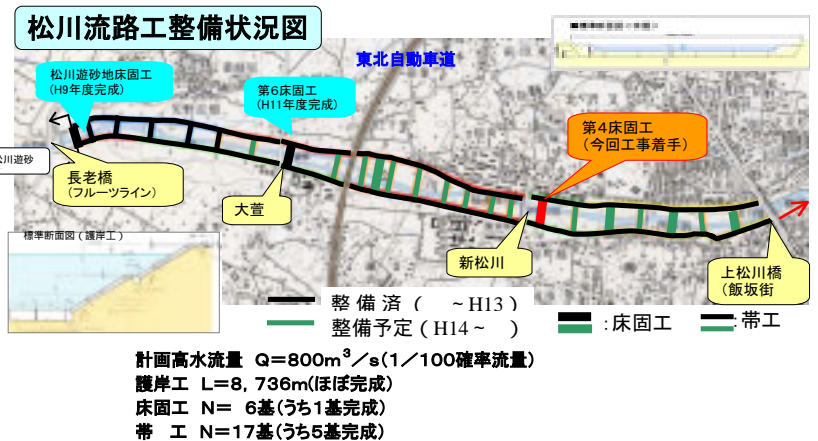 松川流路工整備状況図
東北自動車道
松川遊砂地床固工
(H9年度完成)
第6床固工
(H11年度完成)
第4床固工
(今回工事着手)
松川遊砂
長老橋
(フルーツライン)
大萱
新松川
上松川橋
(飯坂街
標準断面図(護岸工)
整備済( ~H13)
整備予定(H14~ )
:床固工
:帯工
計画高水流量 Q=800m³/s(1/100確率流量)
護岸工 L=8,736m(ほぼ完成)
床固工 N= 6基(うち1基完成)
帯 工 N=17基(うち5基完成)